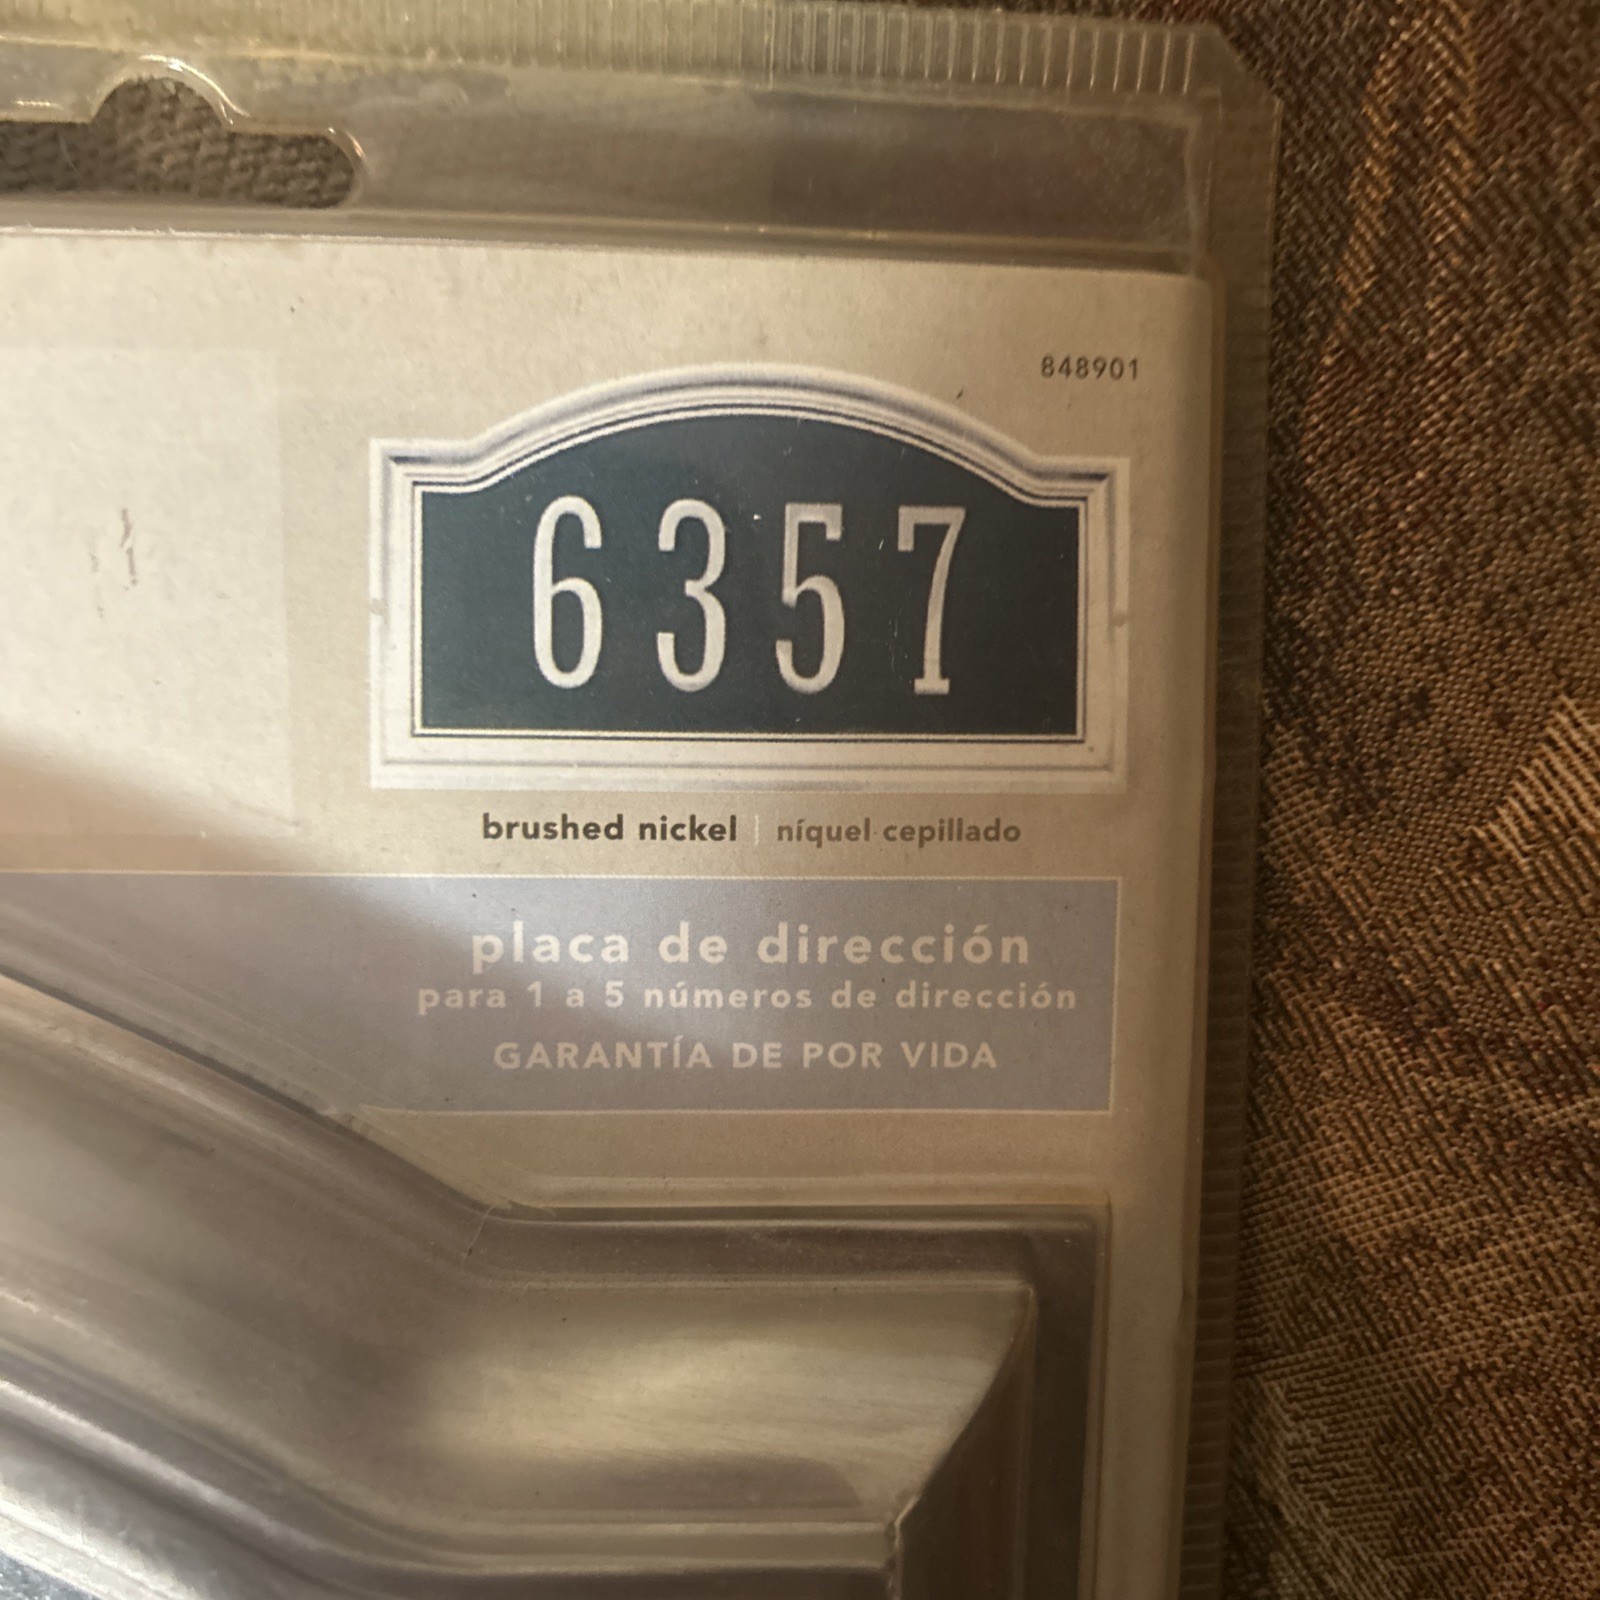 848901
6357
brushed nickel | níquel cepillado
placa de dirección
para 1 a 5 números de dirección
GARANTÍA DE POR VIDA